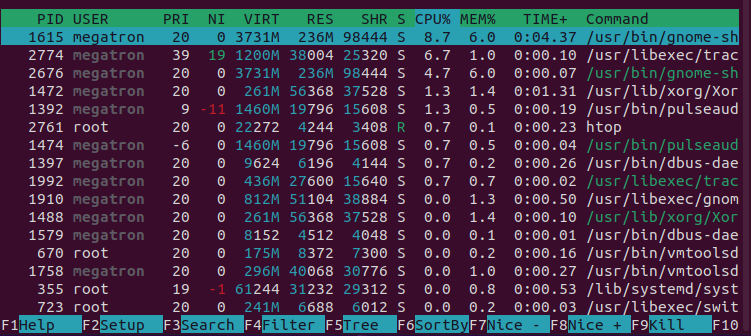 PID USER PRI NI VIRT RES SHR S CPU% MEM% TIME+ Command
1615 megatron 20 0 3731M 236M 98444 S 8.7 6.0 0:04.37 /usr/bin/gnome-sh
2774 megatron 39 19 1200M 38004 25320 S 6.7 1.0 0:00.10 /usr/libexec/trac
2676 megatron 20 0 3731M 236M 98444 S 4.7 6.0 0:00.07 /usr/bin/gnome-sh
1472 megatron 20 0 261M 56368 37528 S 1.3 1.4 0:01.31 /usr/lib/xorg/Xor
1392 megatron 9 -11 1460M 19796 15608 S 1.3 0.5 0:00.19 /usr/bin/pulseaud
2761 root 20 0 22272 4244 3408 R 0.7 0.1 0:00.23 htop
1474 megatron -6 0 1460M 19796 15608 S 0.7 0.5 0:00.04 /usr/bin/pulseaud
1397 megatron 20 0 9624 6196 4144 S 0.7 0.2 0:00.26 /usr/bin/dbus-dae
1992 megatron 20 0 436M 27600 15640 S 0.7 0.7 0:00.02 /usr/libexec/trac
1910 megatron 20 0 812M 51104 38884 S 0.0 1.3 0:00.50 /usr/libexec/gnom
1488 megatron 20 0 261M 56368 37528 S 0.0 1.4 0:00.10 /usr/lib/xorg/Xor
1579 megatron 20 0 8152 4512 4048 S 0.0 0.1 0:00.01 /usr/bin/dbus-dae
670 root 20 0 175M 8372 7300 S 0.0 0.2 0:00.16 /usr/bin/vmtoolsd
1758 megatron 20 0 296M 40068 30776 S 0.0 1.0 0:00.27 /usr/bin/vmtoolsd
355 root 19 -1 61244 31232 29312 S 0.0 0.8 0:00.53 /lib/systemd/syst
723 root 20 0 241M 6688 6012 S 0.0 0.2 0:00.03 /usr/libexec/swit
F1Help F2Setup F3Search F4Filter F5Tree F6SortByF7Nice - F8Nice + F9Kill F10